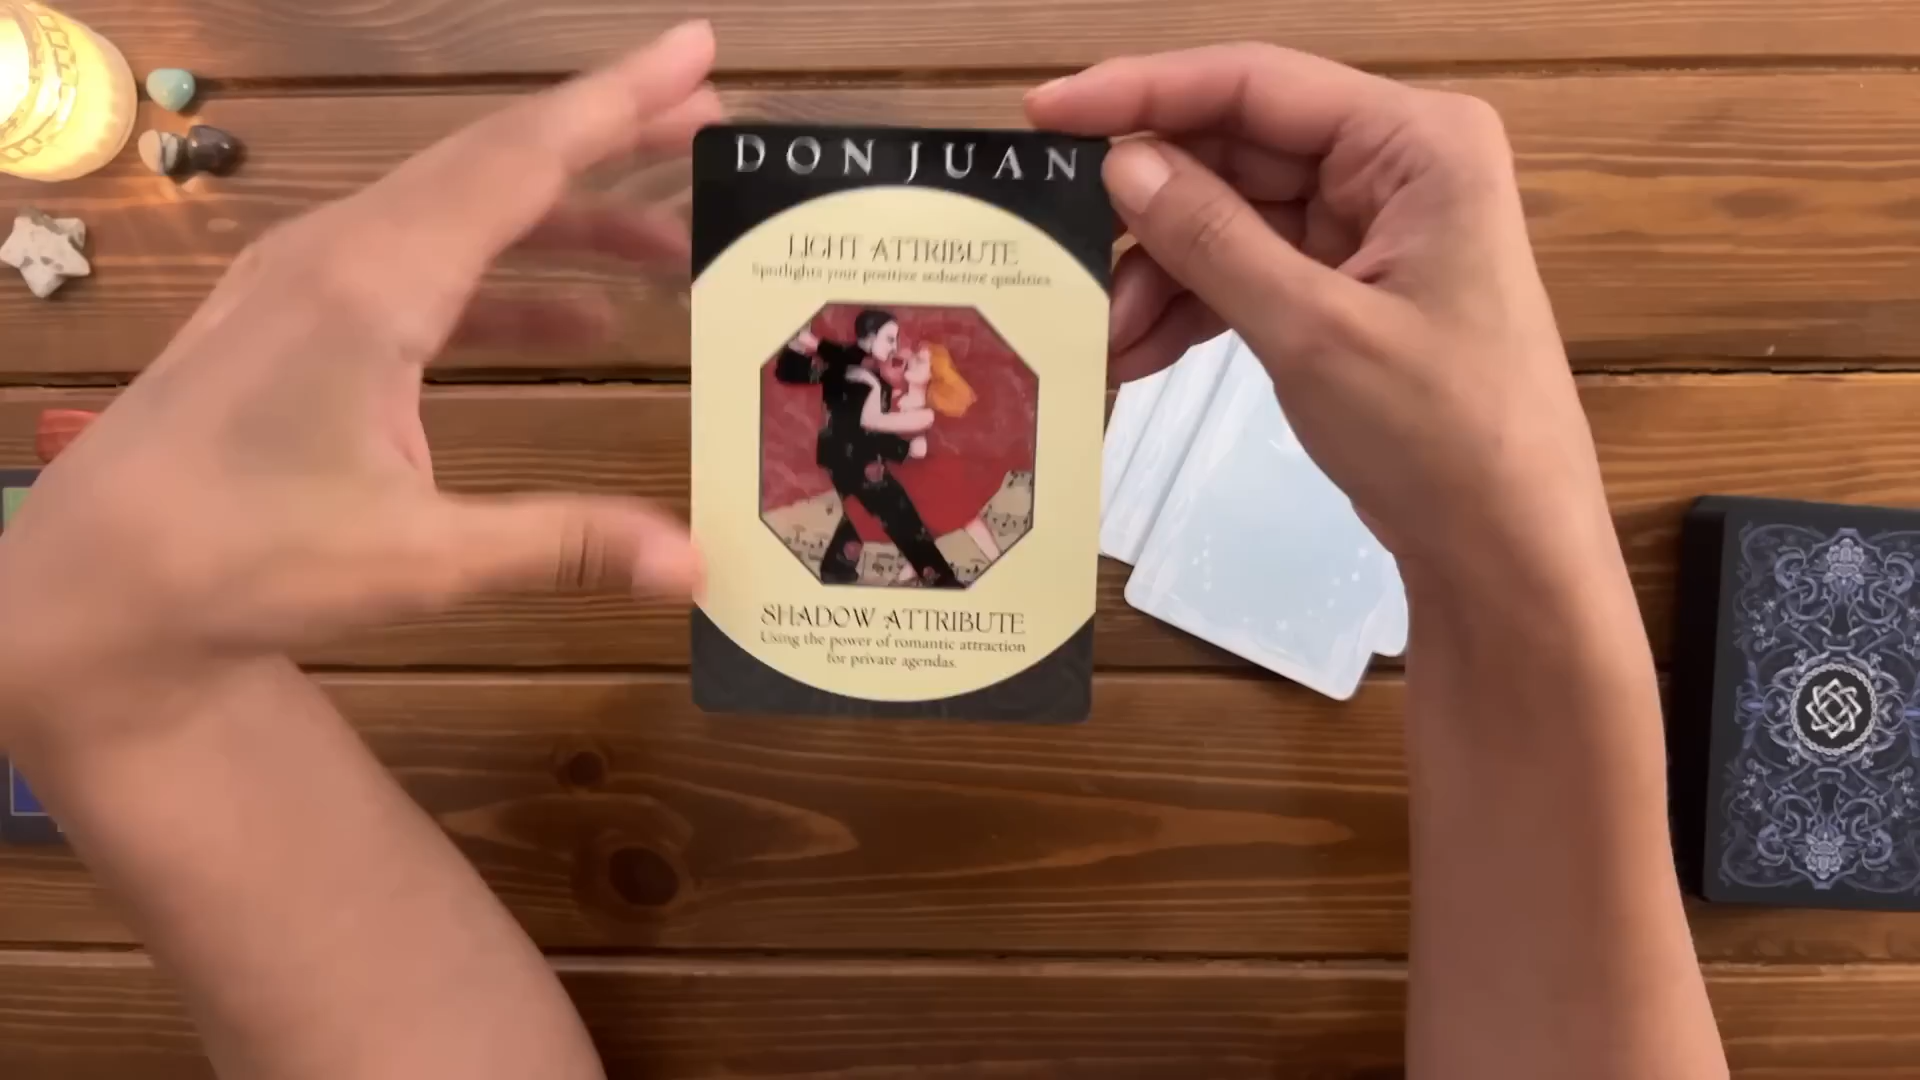 DON JUAN
LIGHT ATTRIBUTE
Spotlights your positive seductive qualities.
SHADOW ATTRIBUTE
Using the power of romantic attraction
for private agendas.